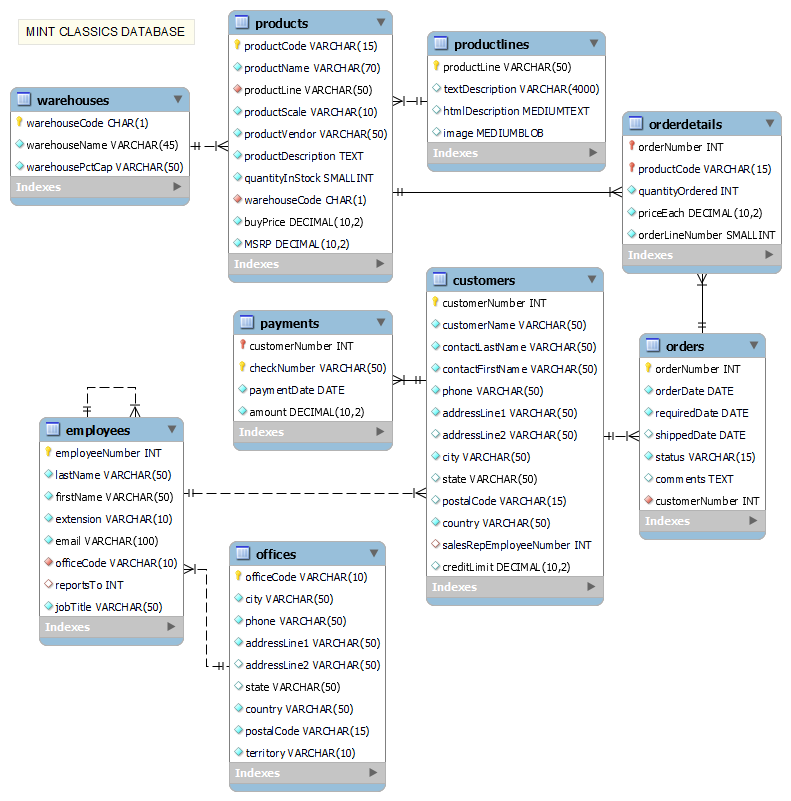 MINT CLASSICS DATABASE
products
productCode VARCHAR(15)
productName VARCHAR(70)
productLine VARCHAR(50)
productScale VARCHAR(10)
productVendor VARCHAR(50)
productDescription TEXT
quantityInStock SMALLINT
warehouseCode CHAR(1)
buyPrice DECIMAL(10,2)
MSRP DECIMAL(10,2)
Indexes
productlines
productLine VARCHAR(50)
textDescription VARCHAR(4000)
htmlDescription MEDIUMTEXT
image MEDIUMBLOB
Indexes
warehouses
warehouseCode CHAR(1)
warehouseName VARCHAR(45)
warehousePctCap VARCHAR(50)
Indexes
orderdetails
orderNumber INT
productCode VARCHAR(15)
quantityOrdered INT
priceEach DECIMAL(10,2)
orderLineNumber SMALLINT
Indexes
customers
customerNumber INT
customerName VARCHAR(50)
contactLastName VARCHAR(50)
contactFirstName VARCHAR(50)
phone VARCHAR(50)
addressLine1 VARCHAR(50)
addressLine2 VARCHAR(50)
city VARCHAR(50)
state VARCHAR(50)
postalCode VARCHAR(15)
country VARCHAR(50)
salesRepEmployeeNumber INT
creditLimit DECIMAL(10,2)
Indexes
payments
customerNumber INT
checkNumber VARCHAR(50)
paymentDate DATE
amount DECIMAL(10,2)
Indexes
orders
orderNumber INT
orderDate DATE
requiredDate DATE
shippedDate DATE
status VARCHAR(15)
comments TEXT
customerNumber INT
Indexes
employees
employeeNumber INT
lastName VARCHAR(50)
firstName VARCHAR(50)
extension VARCHAR(10)
email VARCHAR(100)
officeCode VARCHAR(10)
reportsTo INT
jobTitle VARCHAR(50)
Indexes
offices
officeCode VARCHAR(10)
city VARCHAR(50)
phone VARCHAR(50)
addressLine1 VARCHAR(50)
addressLine2 VARCHAR(50)
state VARCHAR(50)
country VARCHAR(50)
postalCode VARCHAR(15)
territory VARCHAR(10)
Indexes